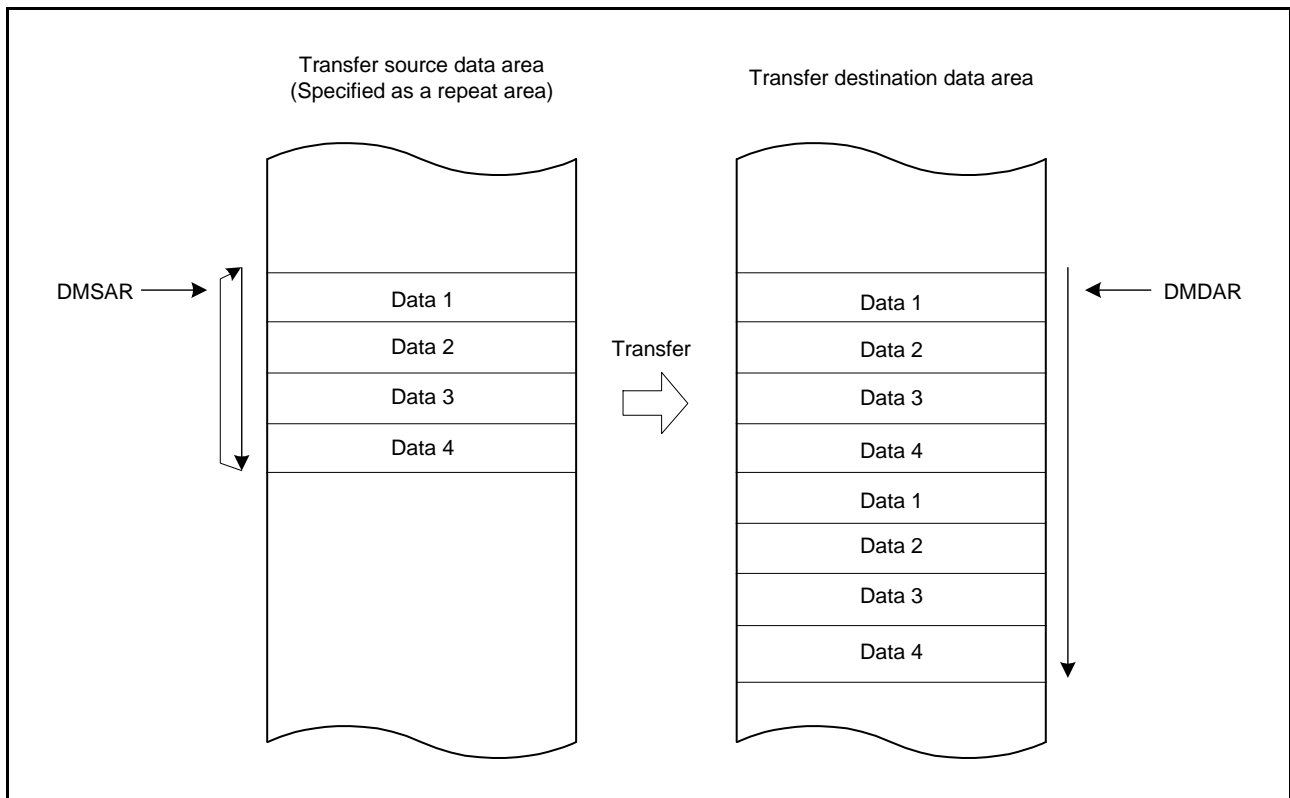 Transfer source data area
(Specified as a repeat area)
Transfer destination data area
DMSAR
Data 1
Data 2
Data 3
Data 4
Transfer
Data 1
Data 2
Data 3
Data 4
Data 1
Data 2
Data 3
Data 4
DMDAR